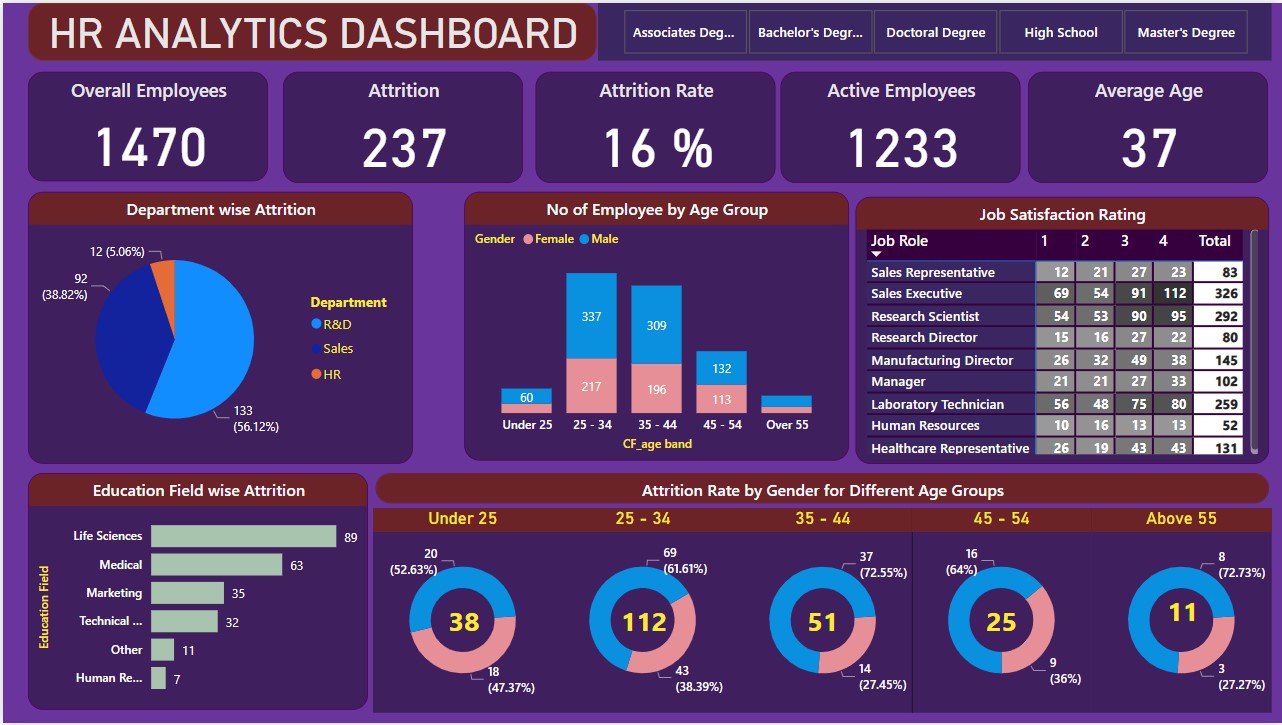 HR ANALYTICS DASHBOARD
Associates Deg... Bachelor's Degr... Doctoral Degree High School Master's Degree
Overall Employees Attrition Attrition Rate Active Employees Average Age
1470 237 16 % 1233 37
Department wise Attrition
12 (5.06%)
92
(38.82%)
133
(56.12%)
Department
R&D
Sales
HR
No of Employee by Age Group
Gender Female Male
60
337
217
309
196
132
113
Under 25 25 - 34 35 - 44 45 - 54 Over 55
CF_age band
Job Satisfaction Rating
Job Role 1 2 3 4 Total
Sales Representative 12 21 27 23 83
Sales Executive 69 54 91 112 326
Research Scientist 54 53 90 95 292
Research Director 15 16 27 22 80
Manufacturing Director 26 32 49 38 145
Manager 21 21 27 33 102
Laboratory Technician 56 48 75 80 259
Human Resources 10 16 13 13 52
Healthcare Representative 26 19 43 43 131
Education Field wise Attrition
Education Field
Life Sciences 89
Medical 63
Marketing 35
Technical ... 32
Other 11
Human Re... 7
Attrition Rate by Gender for Different Age Groups
Under 25 25 - 34 35 - 44 45 - 54 Above 55
20
(52.63%)
38
18
(47.37%)
69
(61.61%)
112
43
(38.39%)
37
(72.55%)
51
14
(27.45%)
16
(64%)
25
9
(36%)
8
(72.73%)
11
3
(27.27%)